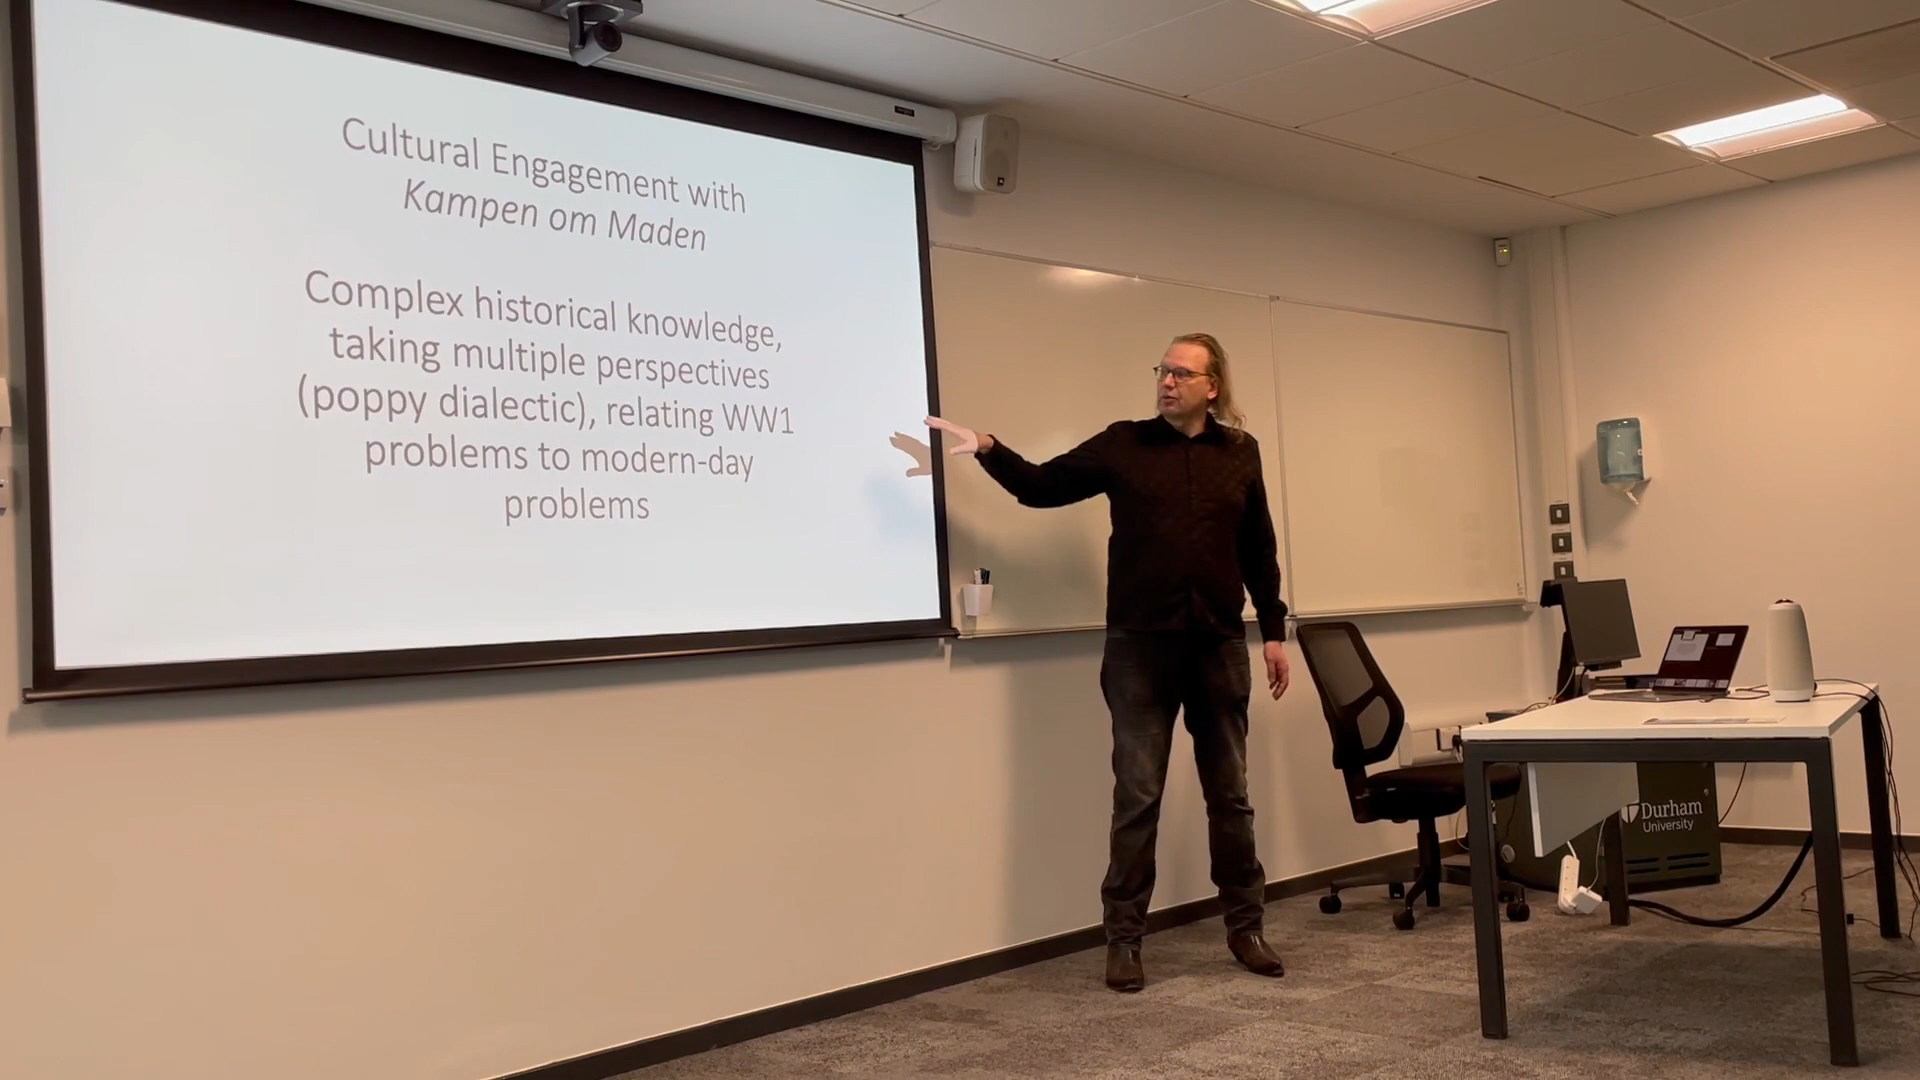 Cultural Engagement with
Kampen om Maden
Complex historical knowledge,
taking multiple perspectives
(poppy dialectic), relating WW1
problems to modern-day
problems
Durham
University